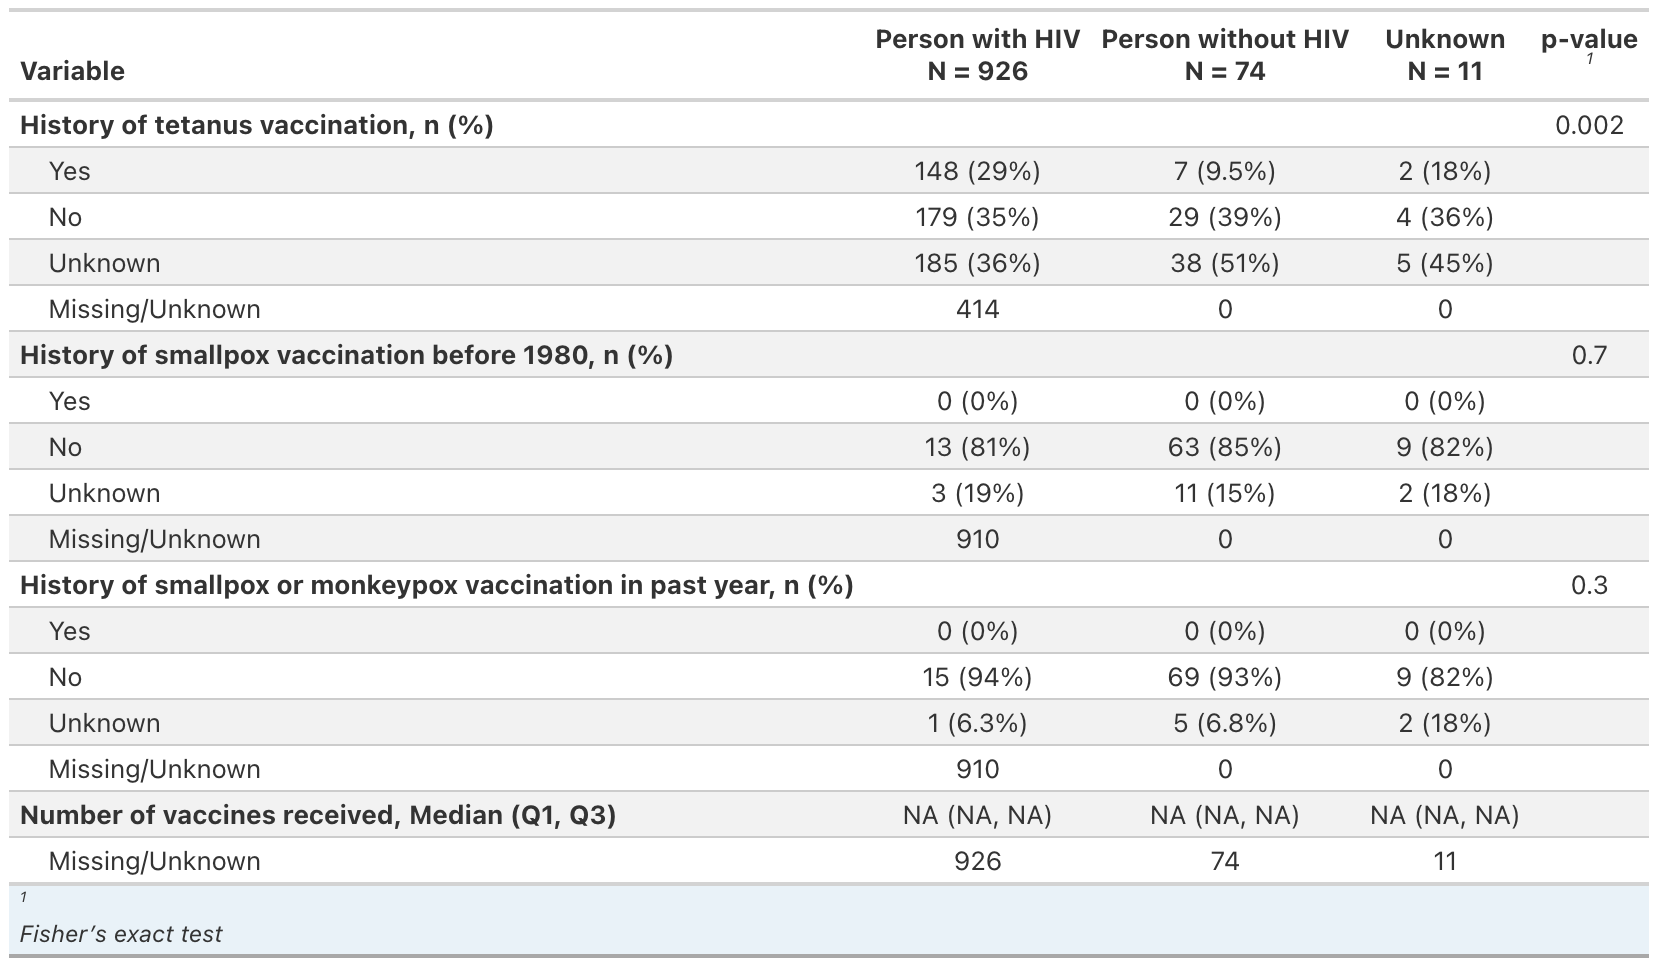 Variable Person with HIV N = 926 Person without HIV N = 74 Unknown N = 11 p-value 1
History of tetanus vaccination, n (%) 0.002
Yes 148 (29%) 7 (9.5%) 2 (18%)
No 179 (35%) 29 (39%) 4 (36%)
Unknown 185 (36%) 38 (51%) 5 (45%)
Missing/Unknown 414 0 0
History of smallpox vaccination before 1980, n (%) 0.7
Yes 0 (0%) 0 (0%) 0 (0%)
No 13 (81%) 63 (85%) 9 (82%)
Unknown 3 (19%) 11 (15%) 2 (18%)
Missing/Unknown 910 0 0
History of smallpox or monkeypox vaccination in past year, n (%) 0.3
Yes 0 (0%) 0 (0%) 0 (0%)
No 15 (94%) 69 (93%) 9 (82%)
Unknown 1 (6.3%) 5 (6.8%) 2 (18%)
Missing/Unknown 910 0 0
Number of vaccines received, Median (Q1, Q3) NA (NA, NA) NA (NA, NA) NA (NA, NA)
Missing/Unknown 926 74 11
1
Fisher’s exact test